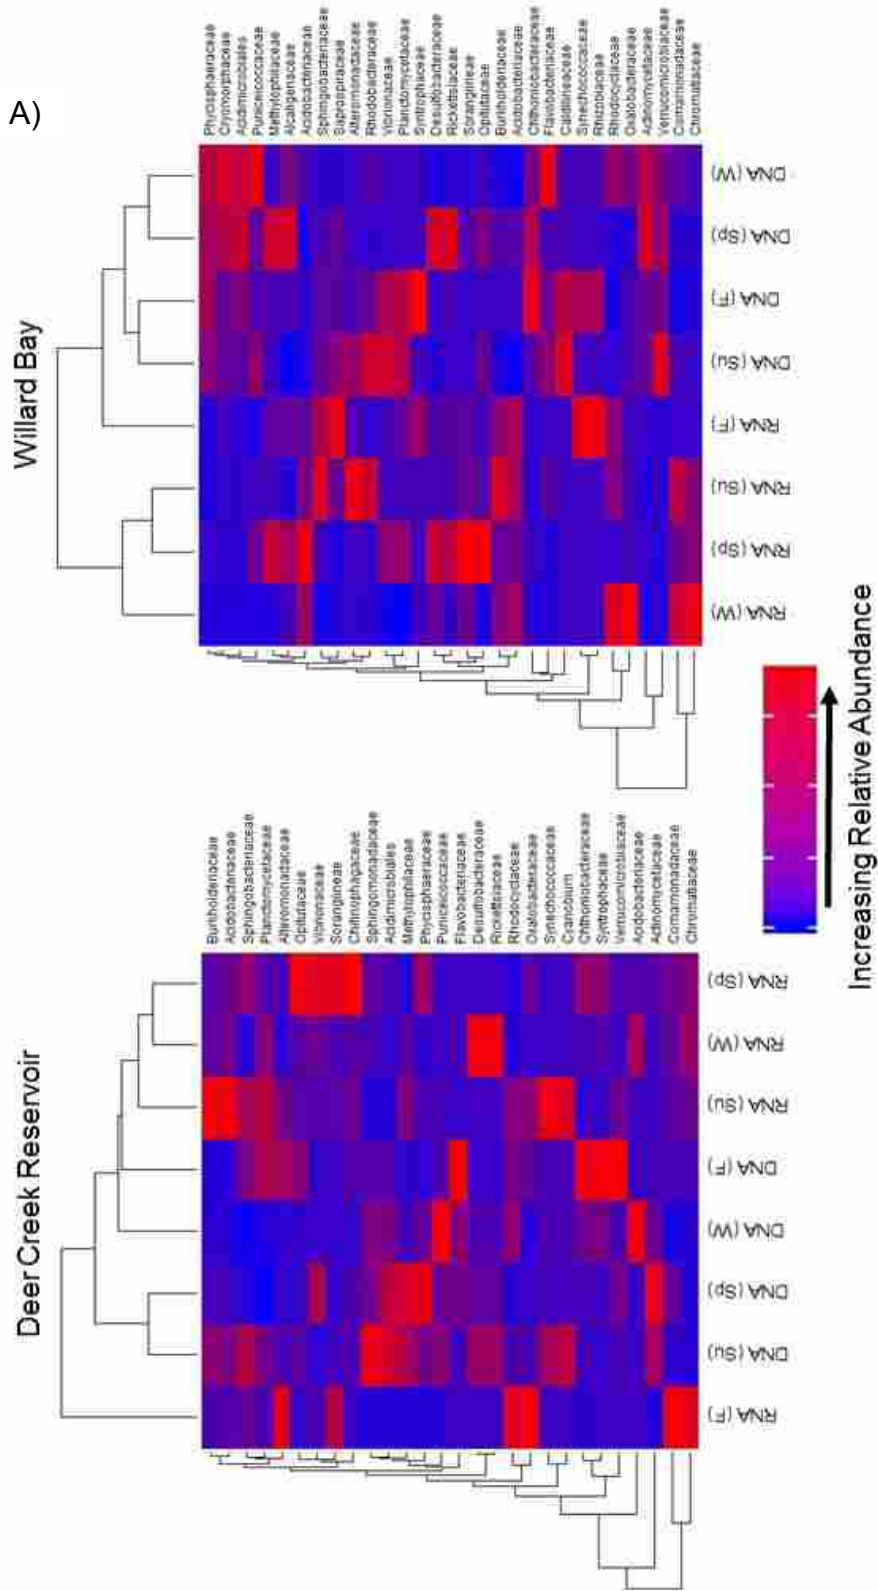 A)
Willard Bay
Phycisphaeraceae
Cryomorphaceae
Acidimicrobiales
Puniceicoccaceae
Methylophilaceae
Alcaligenaceae
Acidobacteriaceae
Sphingobacteriaceae
Saprospiraceae
Alteromonadaceae
Rhodobacteraceae
Vibrionaceae
Planctomycetaceae
Syntrophaceae
Desulfobacteraceae
Rickettsiaceae
Sorangiineae
Opitutaceae
Burkholderiaceae
Acidobacteriaceae
Chthoniobacteraceae
Flavobacteriaceae
Caldilineaceae
Synechococcaceae
Rhizobiaceae
Rhodocyclaceae
Oxalobacteraceae
Actinomycetaceae
Verrucomicrobiaceae
Comamonadaceae
Chromatiaceae
DNA (W)
DNA (Sp)
DNA (F)
DNA (Su)
RNA (F)
RNA (Su)
RNA (Sp)
RNA (W)
Deer Creek Reservoir
Burkholderiaceae
Acidobacteriaceae
Sphingobacteriaceae
Planctomycetaceae
Alteromonadaceae
Opitutaceae
Vibrionaceae
Sorangiineae
Chitinophagaceae
Sphingomonadaceae
Acidimicrobiales
Methylophilaceae
Phycisphaeraceae
Puniceicoccaceae
Flavobacteriaceae
Desulfobacteraceae
Rickettsiaceae
Rhodocyclaceae
Oxalobacteraceae
Synechococcaceae
Cyanobium
Chthoniobacteraceae
Syntrophaceae
Verrucomicrobiaceae
Acidobacteriaceae
Actinomycetaceae
Comamonadaceae
Chromatiaceae
RNA (Sp)
RNA (W)
RNA (Su)
DNA (F)
DNA (W)
DNA (Sp)
DNA (Su)
RNA (F)
Increasing Relative Abundance